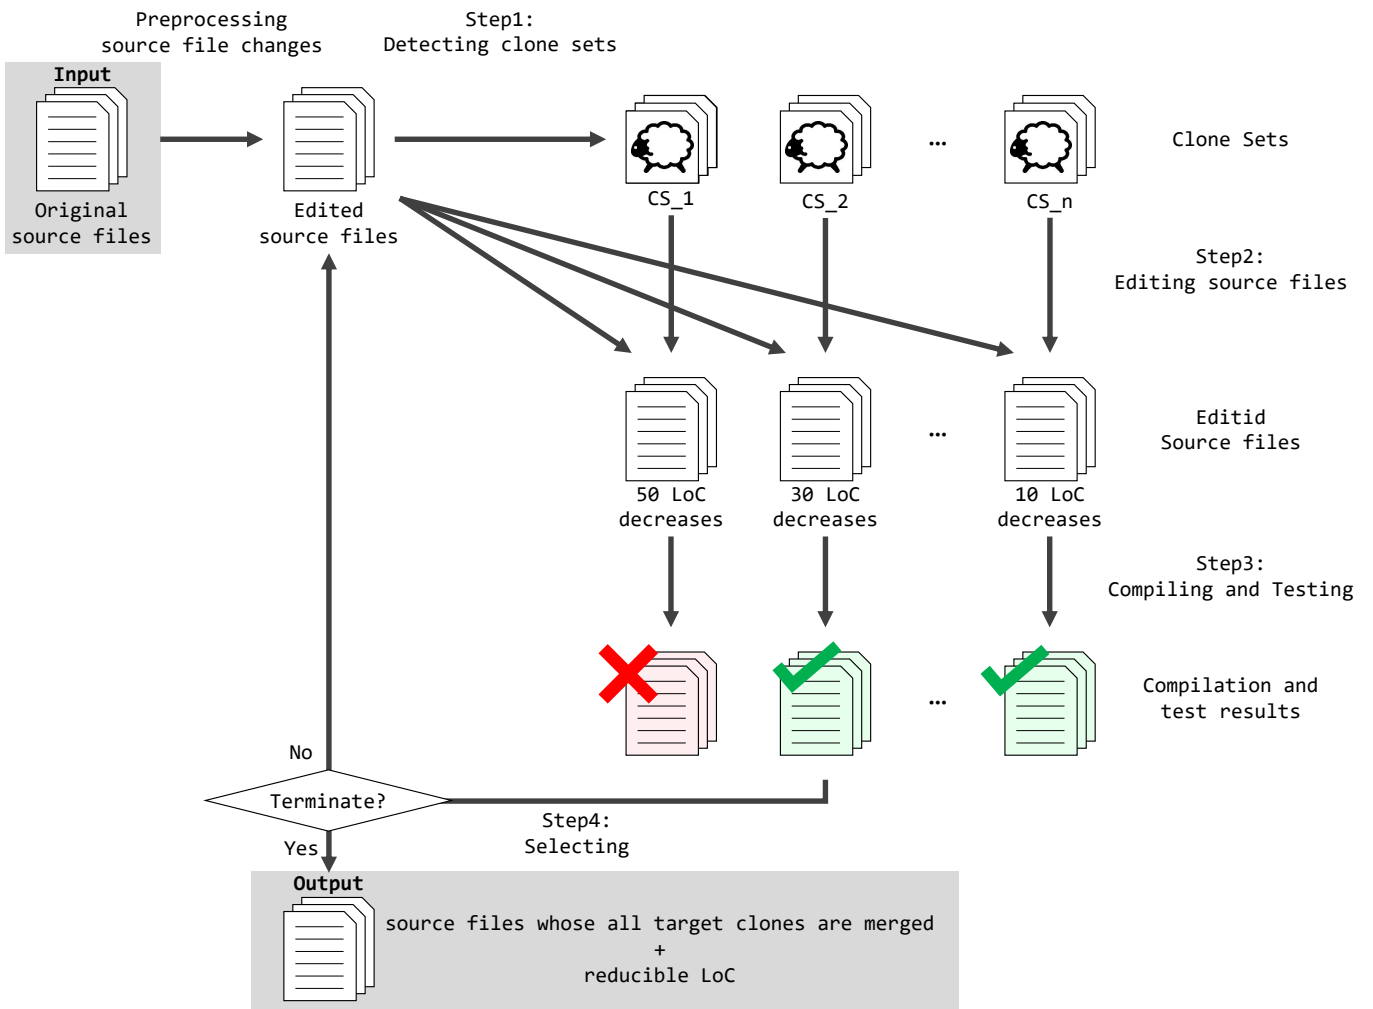 Preprocessing
source file changes
Step1:
Detecting clone sets
Input
Original
source files
Edited
source files
CS_1
CS_2
...
CS_n
Clone Sets
Step2:
Editing source files
50 LoC
decreases
30 LoC
decreases
...
10 LoC
decreases
Editid
Source files
Step3:
Compiling and Testing
...
Compilation and
test results
No
Terminate?
Yes
Step4:
Selecting
Output
source files whose all target clones are merged
+
reducible LoC